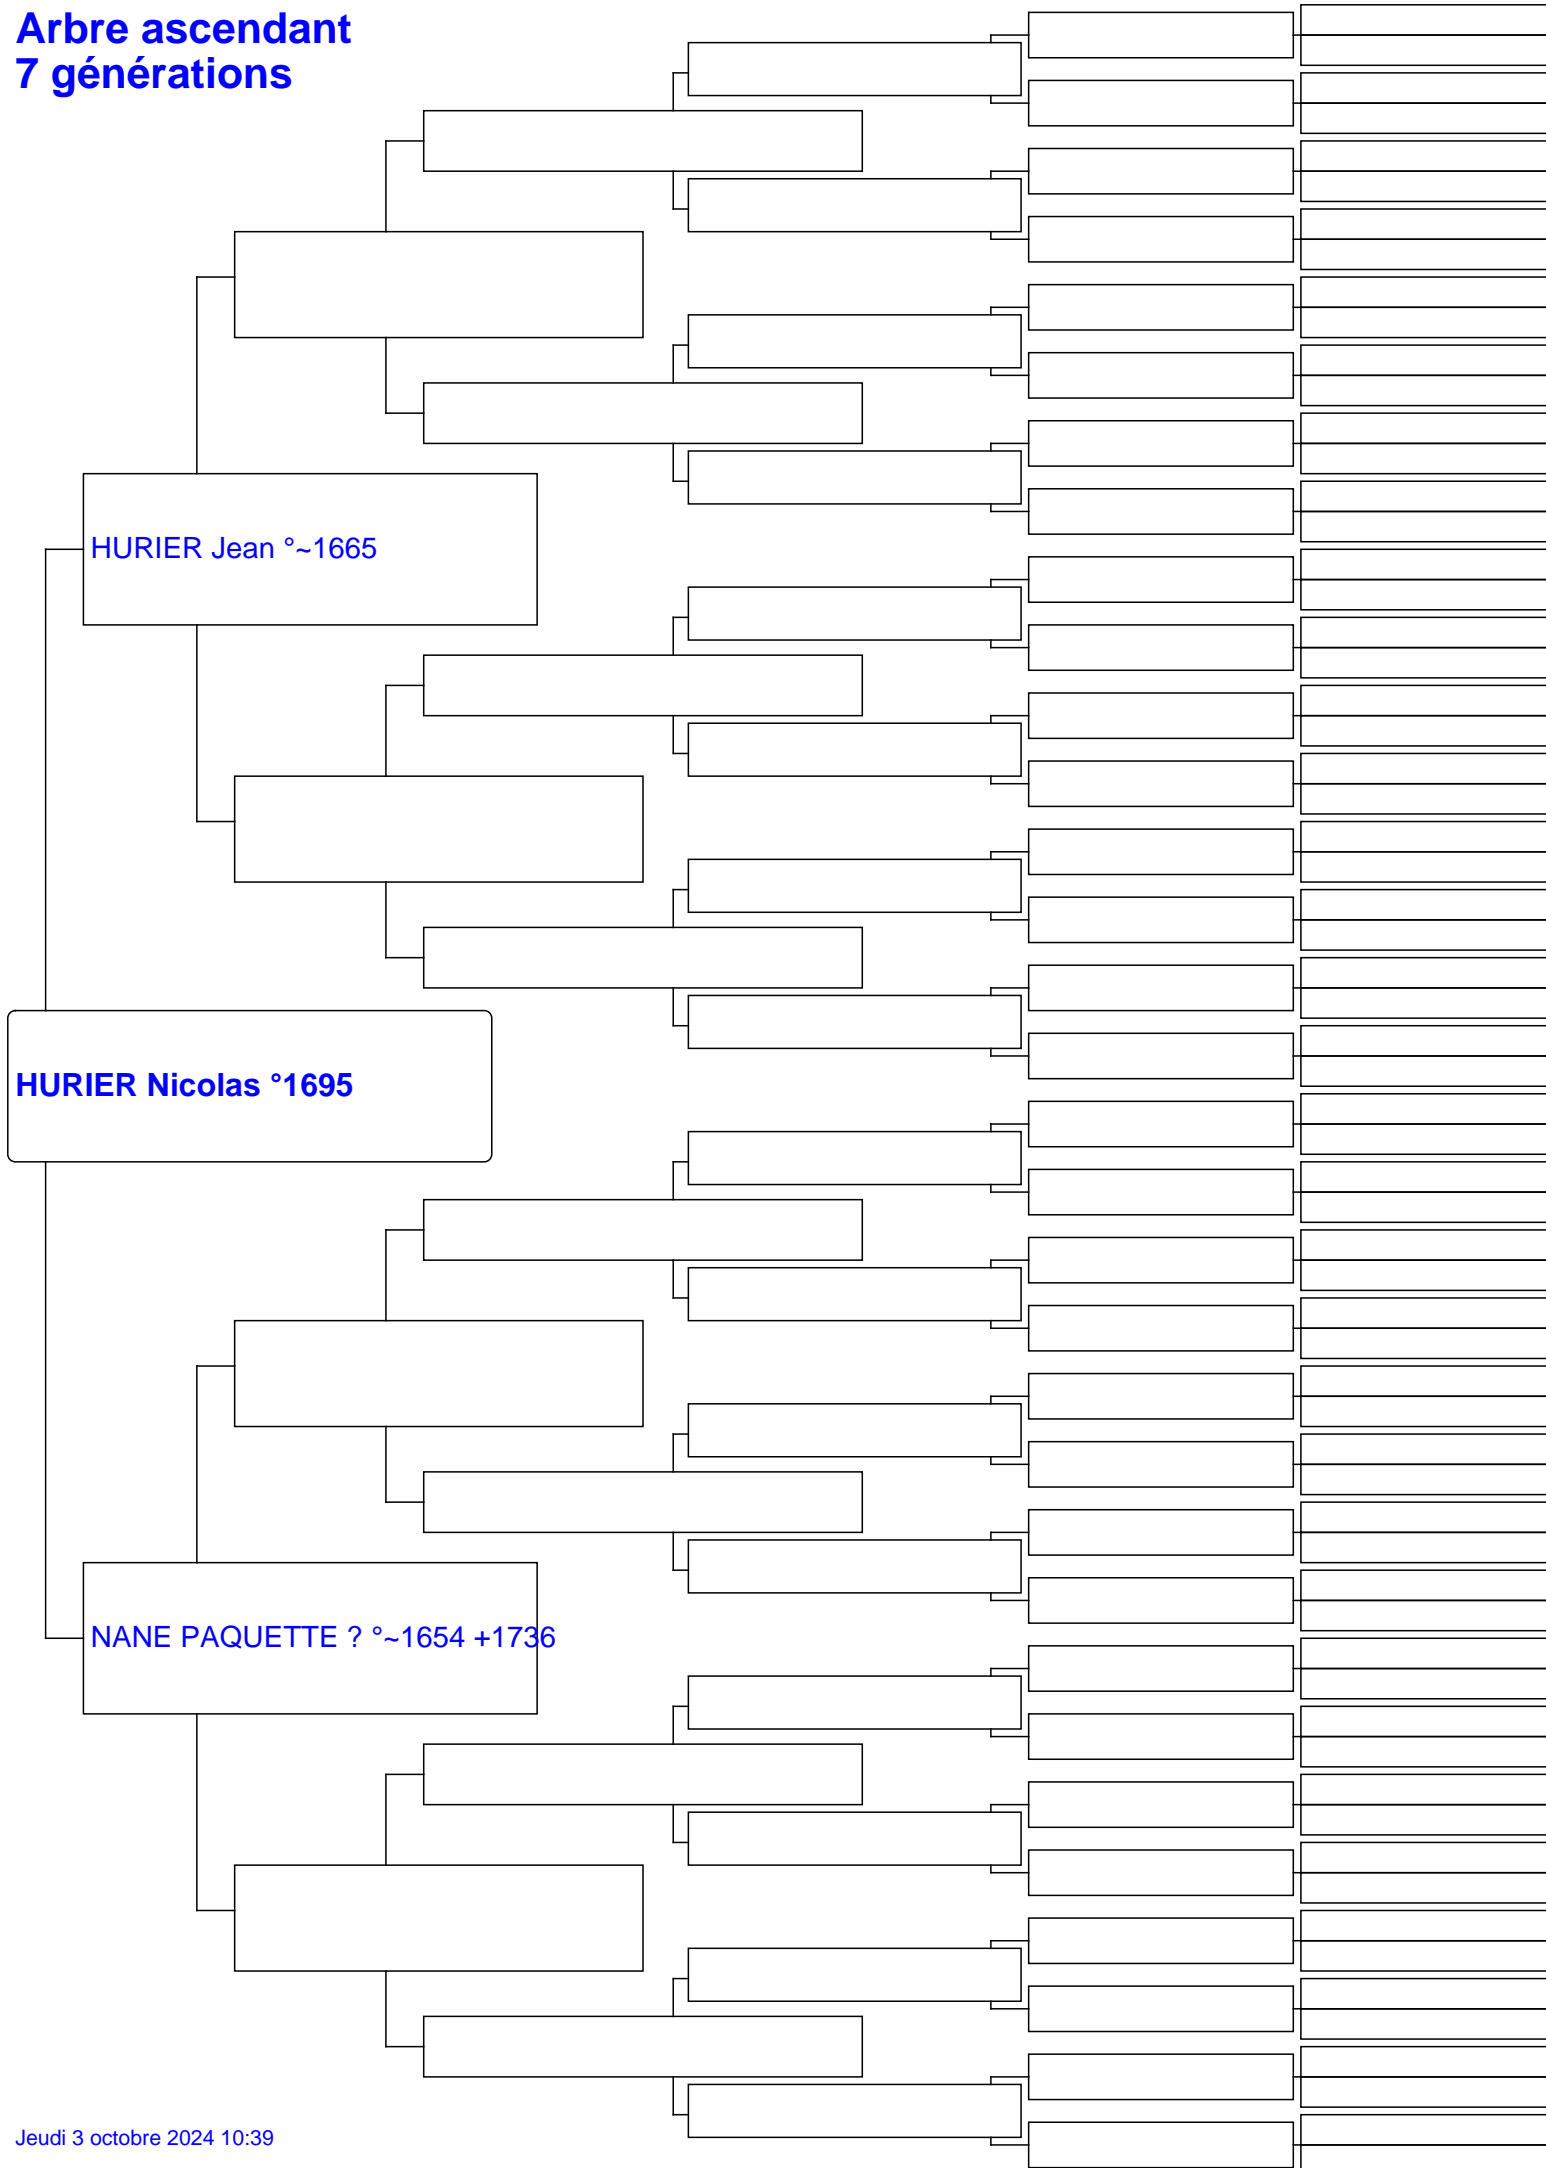 Arbre ascendant
7 générations
HURIER Jean °~1665
HURIER Nicolas °1695
NANE PAQUETTE ? °~1654 +1736
Jeudi 3 octobre 2024 10:39